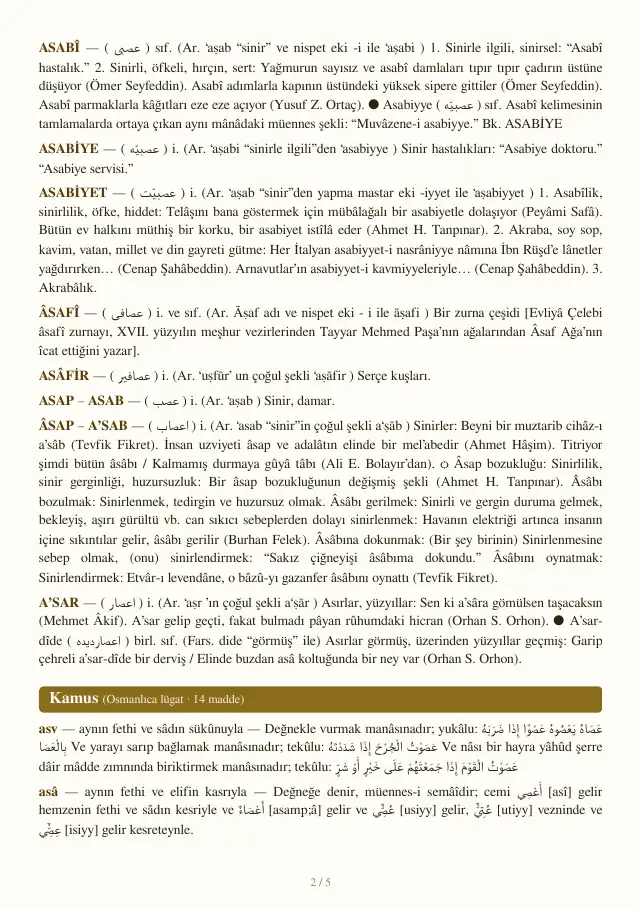 ASABÎ — ( عصبى ) sıf. (Ar. ‘aṣab “sinir” ve nispet eki -i ile ‘aṣabi ) 1. Sinirle ilgili, sinirsel: “Asabî
hastalık.” 2. Sinirli, öfkeli, hırçın, sert: Yağmurun sayısız ve asabî damlaları tıpır tıpır çadırın üstüne
düşüyor (Ömer Seyfeddin). Asabî adımlarla kapının üstündeki yüksek sipere gittiler (Ömer Seyfeddin).
Asabî parmaklarla kâğıtları eze eze açıyor (Yusuf Z. Ortaç). ● Asabiyye ( عصبيّه ) sıf. Asabî kelimesinin
tamlamalarda ortaya çıkan aynı mânâdaki müennes şekli: “Muvâzene-i asabiyye.” Bk. ASABİYE
ASABİYE — ( عصبيّه ) i. (Ar. ‘aṣabi “sinirle ilgili”den ‘asabiyye ) Sinir hastalıkları: “Asabiye doktoru.”
“Asabiye servisi.”
ASABİYET — ( عصبيّت ) i. (Ar. ‘aṣab “sinir”den yapma mastar eki -iyyet ile ‘aṣabiyyet ) 1. Asabîlik,
sinirlilik, öfke, hiddet: Telâşını bana göstermek için mübâlağalı bir asabiyetle dolaşıyor (Peyâmi Safâ).
Bütün ev halkını müthiş bir korku, bir asabiyet istîlâ eder (Ahmet H. Tanpınar). 2. Akraba, soy sop,
kavim, vatan, millet ve din gayreti gütme: Her İtalyan asabiyyet-i nasrâniyye nâmına İbn Rüşd’e lânetler
yağdırırken… (Cenap Şahâbeddin). Arnavutlar’ın asabiyyet-i kavmiyyeleriyle… (Cenap Şahâbeddin). 3.
Akrabâlık.
ÂSAFÎ — ( عصافى ) i. ve sıf. (Ar. Āṣaf adı ve nispet eki - i ile āṣafi ) Bir zurna çeşidi [Evliyâ Çelebi
âsafî zurnayı, XVII. yüzyılın meşhur vezirlerinden Tayyar Mehmed Paşa’nın ağalarından Âsaf Ağa’nın
îcat ettiğini yazar].
ASÂFİR — ( عصافير ) i. (Ar. ‘uṣfūr’ un çoğul şekli ‘aṣāfir ) Serçe kuşları.
ASAP – ASAB — ( عصب ) i. (Ar. ‘aṣab ) Sinir, damar.
ÂSAP – A’SAB — ( اعصاب ) i. (Ar. ‘asab “sinir”in çoğul şekli a‘ṣāb ) Sinirler: Beyni bir muztarib cihâz-ı
a’sâb (Tevfik Fikret). İnsan uzviyeti âsap ve adalâtın elinde bir mel’abedir (Ahmet Hâşim). Titriyor
şimdi bütün âsâbı / Kalmamış durmaya gûyâ tâbı (Ali E. Bolayır’dan). ο Âsap bozukluğu: Sinirlilik,
sinir gerginliği, huzursuzluk: Bir âsap bozukluğunun değişmiş şekli (Ahmet H. Tanpınar). Âsâbı
bozulmak: Sinirlenmek, tedirgin ve huzursuz olmak. Âsâbı gerilmek: Sinirli ve gergin duruma gelmek,
bekleyiş, aşırı gürültü vb. can sıkıcı sebeplerden dolayı sinirlenmek: Havanın elektriği artınca insanın
içine sıkıntılar gelir, âsâbı gerilir (Burhan Felek). Âsâbına dokunmak: (Bir şey birinin) Sinirlenmesine
sebep olmak, (onu) sinirlendirmek: “Sakız çiğneyişi âsâbıma dokundu.” Âsâbını oynatmak:
Sinirlendirmek: Etvâr-ı levendâne, o bâzû-yı gazanfer âsâbını oynattı (Tevfik Fikret).
A’SAR — ( اعصار ) i. (Ar. ‘aṣr ’ın çoğul şekli a‘ṣār ) Asırlar, yüzyıllar: Sen ki a’sâra gömülsen taşacaksın
(Mehmet Âkif). A’sar gelip geçti, fakat bulmadı pâyan rûhumdaki hicran (Orhan S. Orhon). ● A’sar-
dîde ( اعصارديده ) birl. sıf. (Fars. dide “görmüş” ile) Asırlar görmüş, üzerinden yüzyıllar geçmiş: Garip
çehreli a’sar-dîde bir derviş / Elinde buzdan asâ koltuğunda bir ney var (Orhan S. Orhon).
Kamus (Osmanlıca lügat · 14 madde)
asv — aynın fethi ve sâdın sükûnuyla — Değnekle vurmak manâsınadır; yukâlu: عَصَاهُ يَعْصُوهُ عَصْوًا إِذَا ضَرَبَهُ
بِالْعَصَا Ve yarayı sarıp bağlamak manâsınadır; tekûlu: عَصَوْتُ الْجُرْحَ إِذَا شَدَدْتَهُ Ve nâsı bir hayra yâhûd şerre
dâir mâdde zımnında biriktirmek manâsınadır; tekûlu: عَصَوْتُ الْقَوْمَ إِذَا جَمَعْتَهُمْ عَلَى خَيْرٍ أَوْ شَرٍّ
asâ — aynın fethi ve elifin kasrıyla — Değneğe denir, müennes-i semâîdir; cemi أَعْصِي [asî] gelir
hemzenin fethi ve sâdın kesriyle ve أَعْصَاءٌ [asamp;â] gelir ve عُصِيٌّ [usiyy] gelir, عُتِيٌّ [utiyy] vezninde ve
عِصِيٌّ [isiyy] gelir kesreteynle.
2 / 5